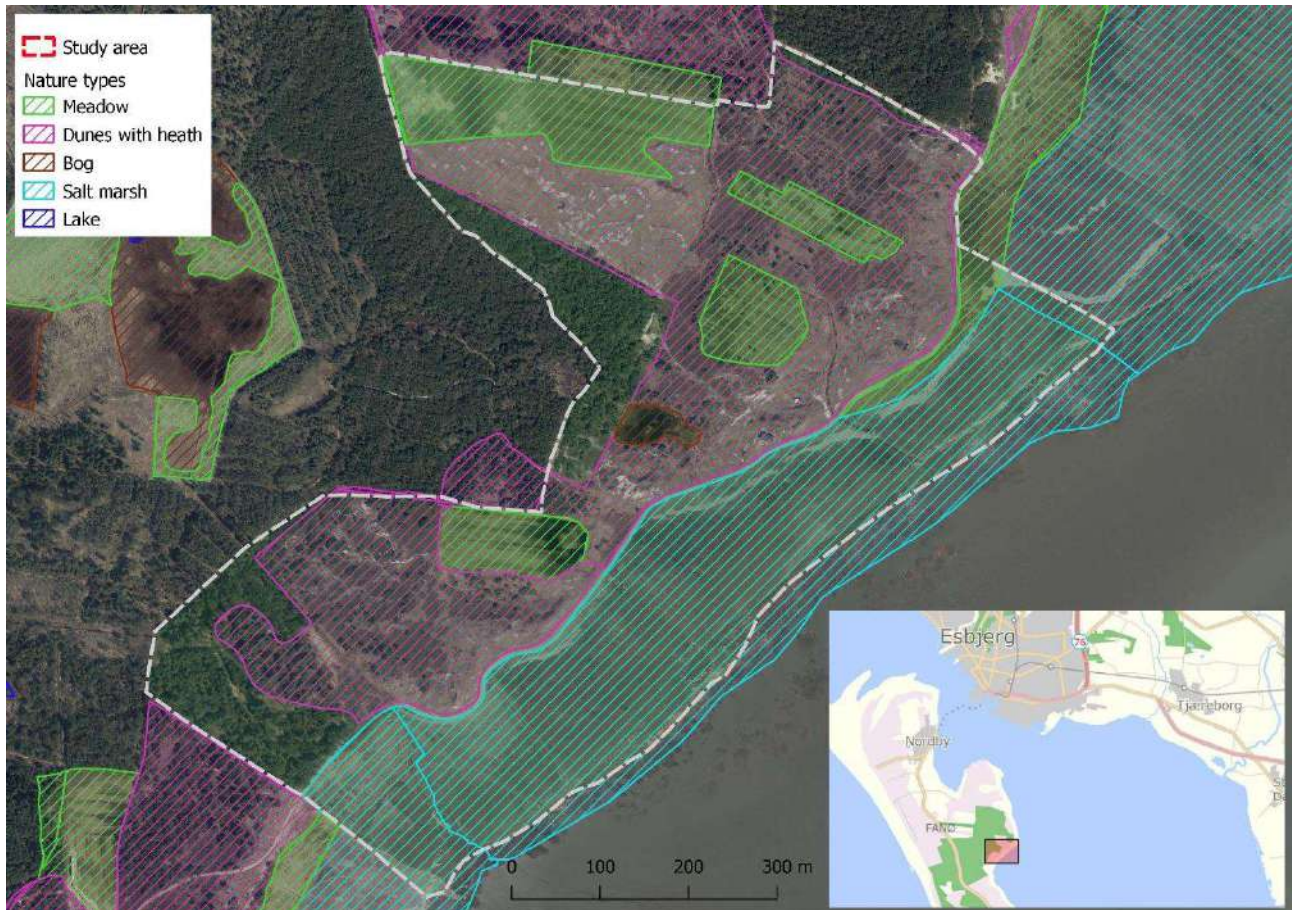 Study area
Nature types
Meadow
Dunes with heath
Bog
Salt marsh
Lake
Esbjerg
Tjæreborg
Nordby
FANØ
0 100 200 300 m